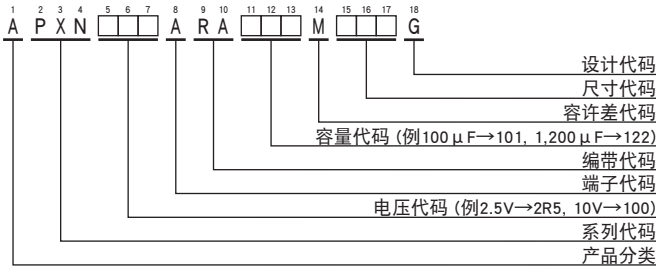 1 2 3 4 5 6 7 8 9 10 11 12 13 14 15 16 17 18
A P X N □□□ A R A □□□ M □□□ G
设计代码
尺寸代码
容许差代码
容量代码 (例100μF→101, 1,200μF→122)
编带代码
端子代码
电压代码 (例2.5V→2R5, 10V→100)
系列代码
产品分类